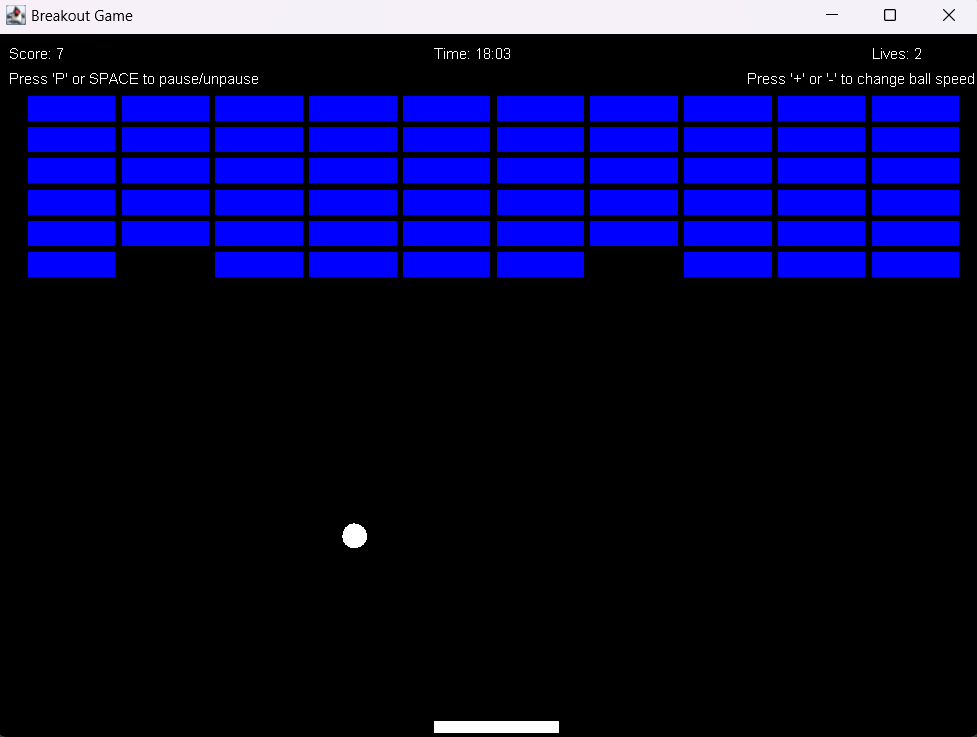 Breakout Game
Score: 7
Time: 18:03
Lives: 2
Press 'P' or SPACE to pause/unpause
Press '+' or '-' to change ball speed